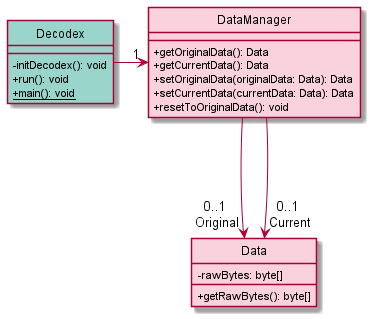 Decodex
-initDecodex(): void
+run(): void
+main(): void
1
DataManager
+getOriginalData(): Data
+getCurrentData(): Data
+setOriginalData(originalData: Data): Data
+setCurrentData(currentData: Data): Data
+resetToOriginalData(): void
0..1
Original
0..1
Current
Data
-rawBytes: byte[]
+getRawBytes(): byte[]